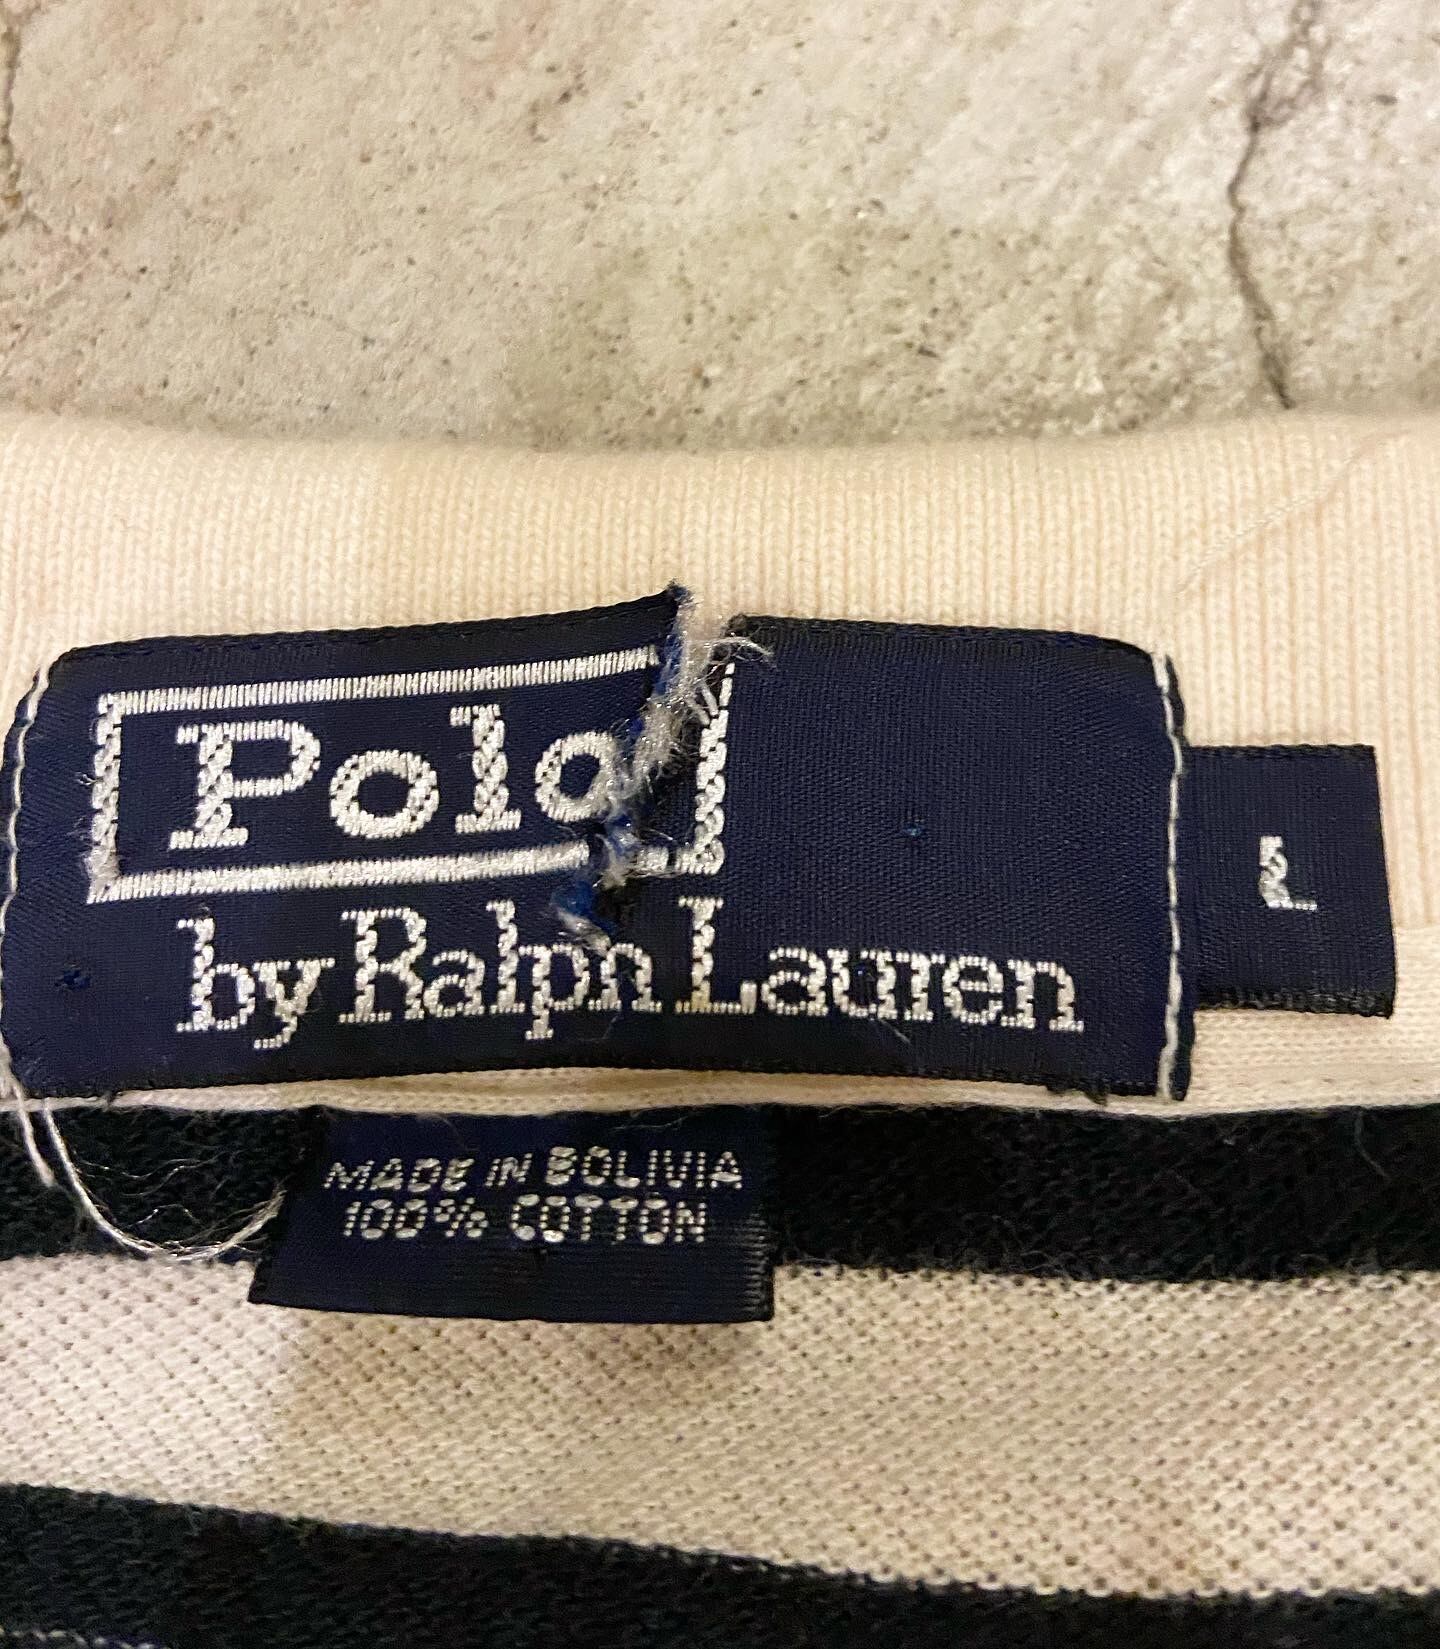 Polo
by Ralph Lauren
L
MADE IN BOLIVIA
100% COTTON